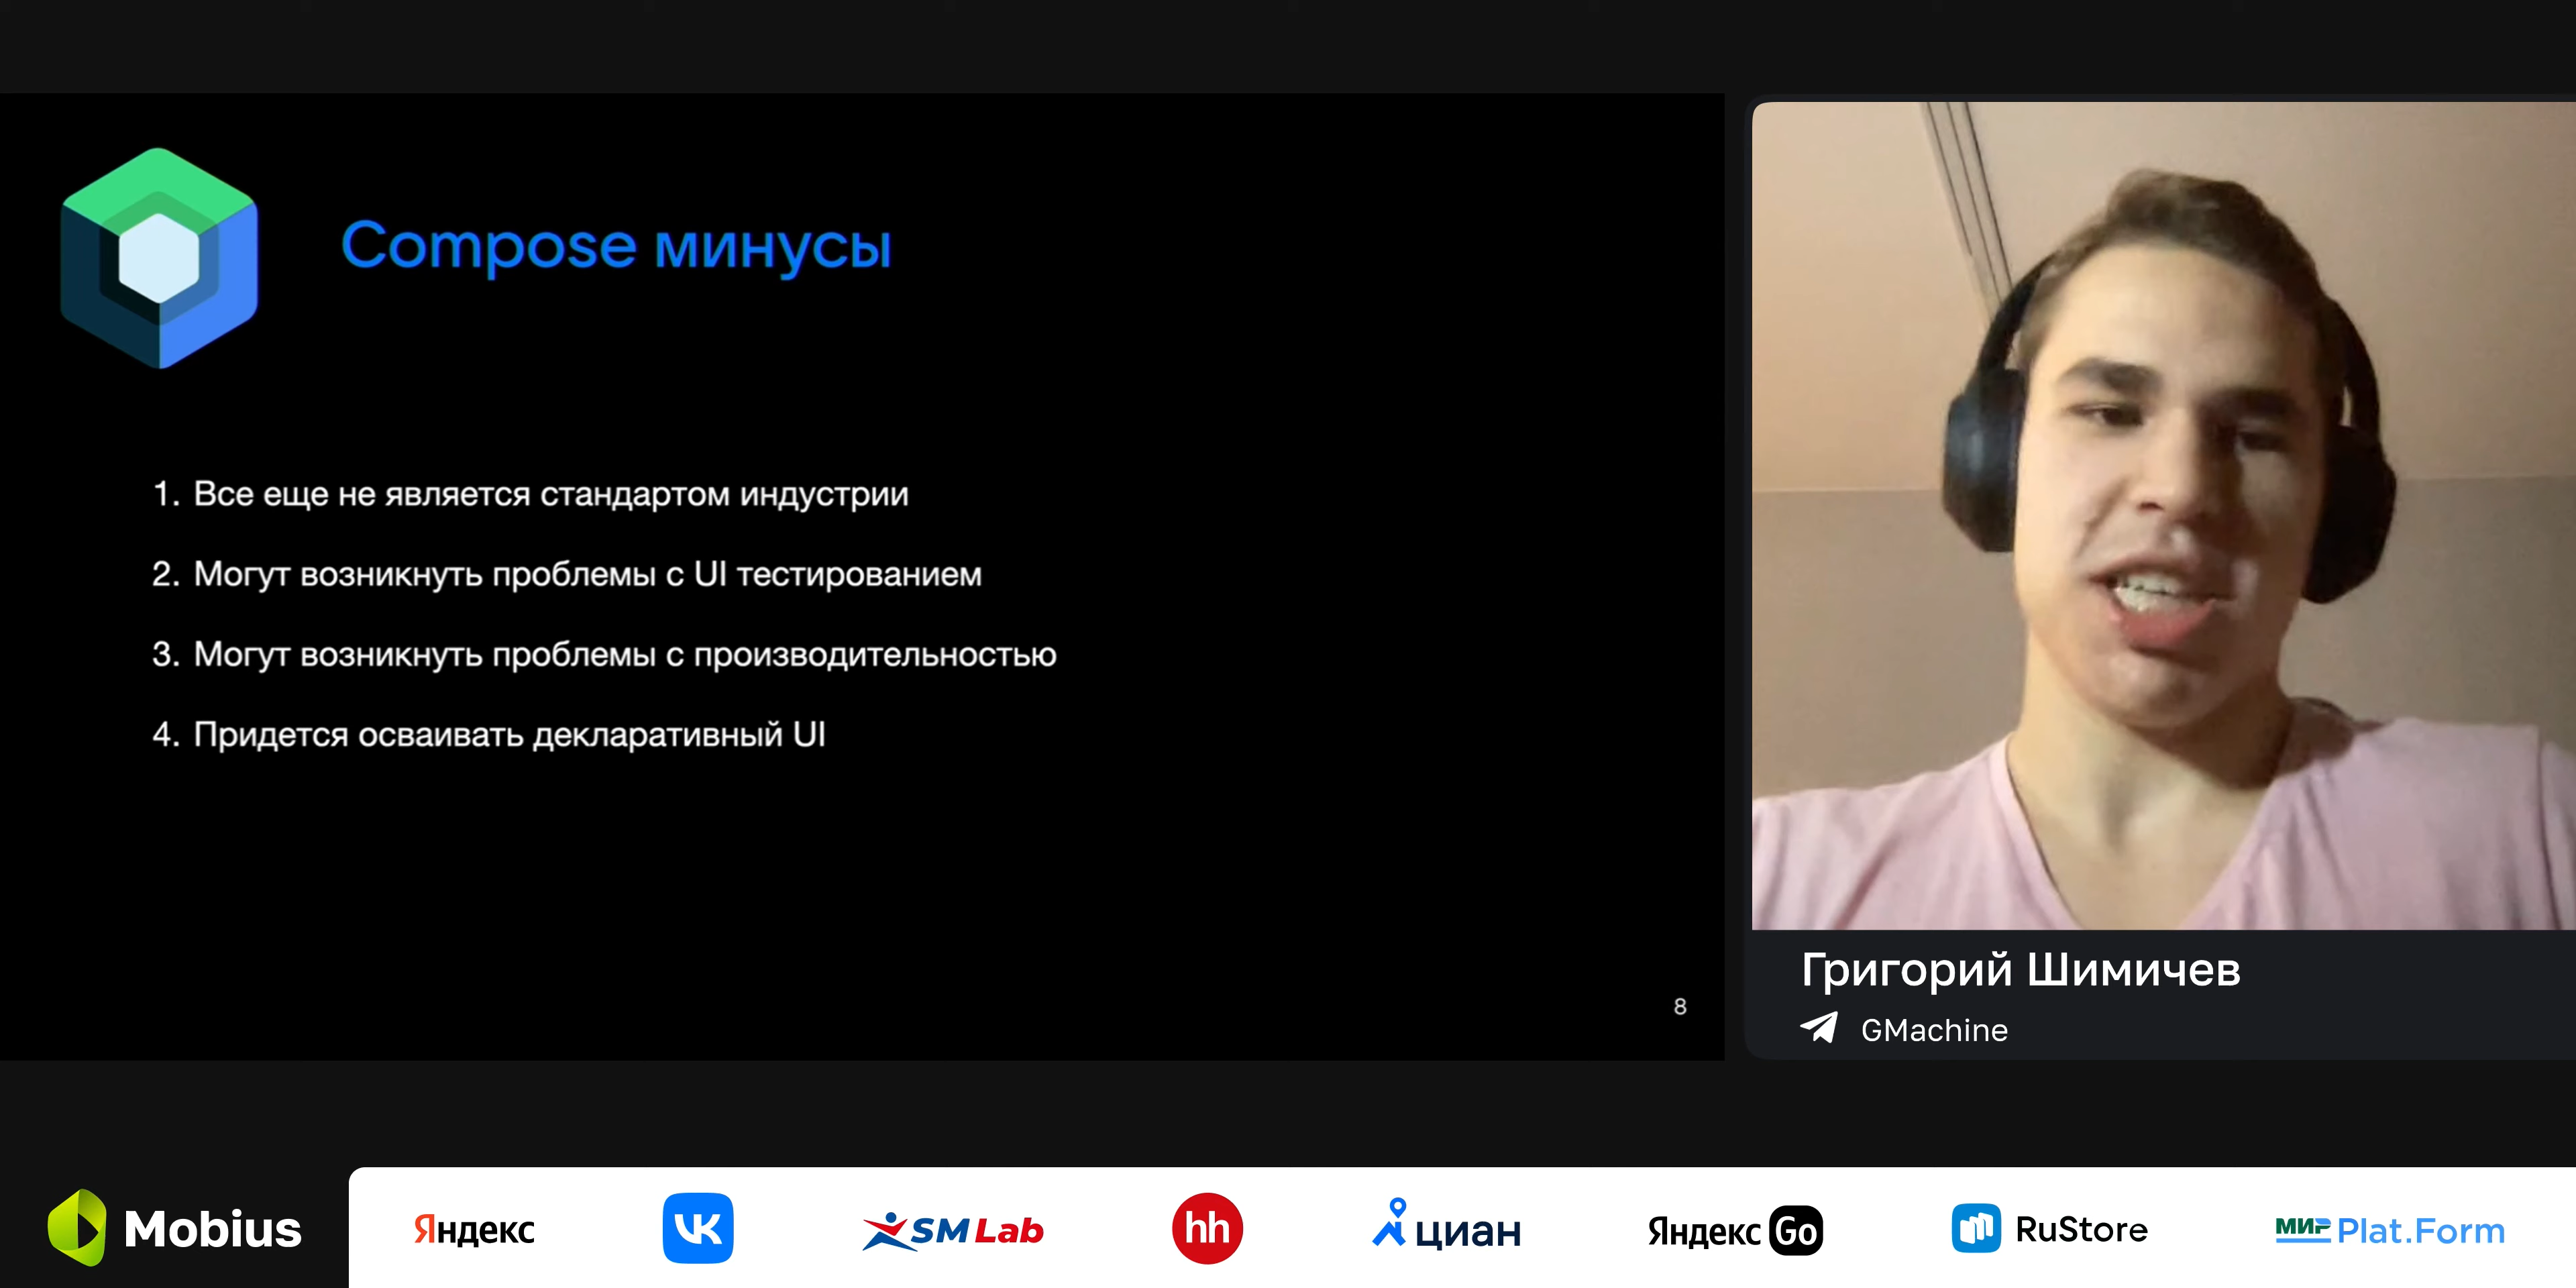 Compose минусы
1. Все еще не является стандартом индустрии
2. Могут возникнуть проблемы с UI тестированием
3. Могут возникнуть проблемы с производительностью
4. Придется осваивать декларативный UI
8
Григорий Шимичев
GMachine
Mobius
Яндекс
VK
SM Lab
hh
циан
Яндекс Go
RuStore
МИР Plat.Form